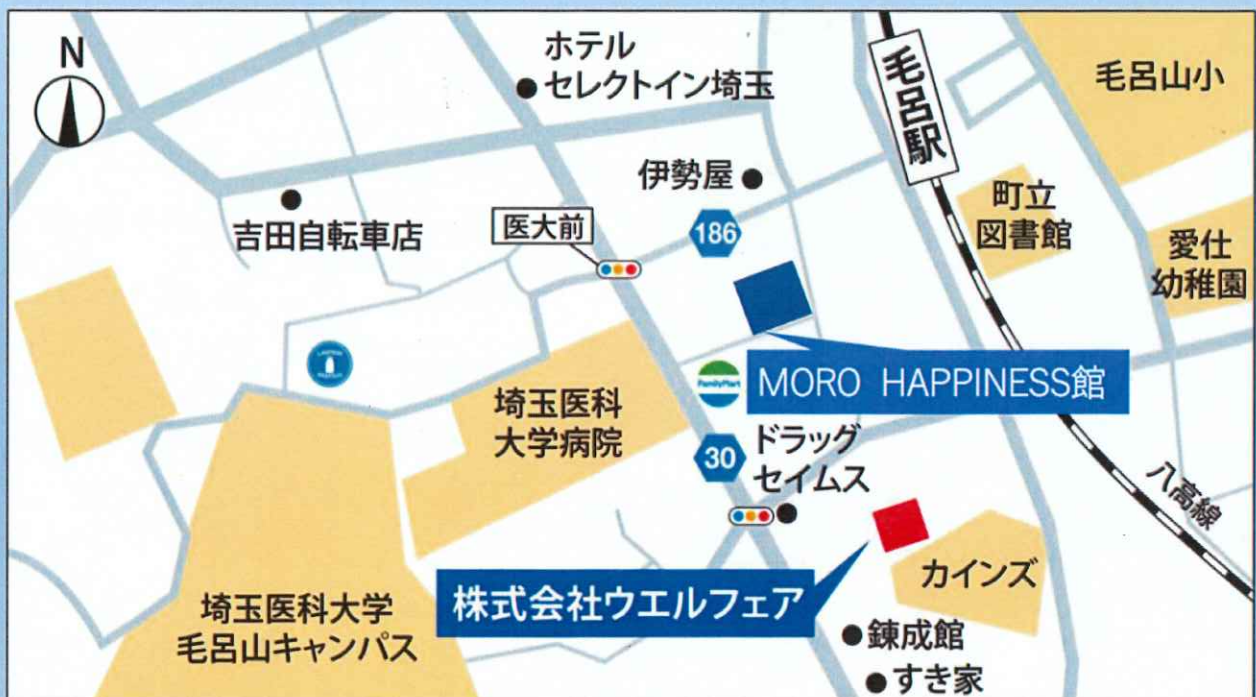 N
ホテル
セレクトイン埼玉
毛呂駅
毛呂山小
伊勢屋
町立
図書館
吉田自転車店
医大前
186
愛仕
幼稚園
FamilyMart
MORO HAPPINESS館
埼玉医科
大学病院
30
ドラッグ
セイムス
八高線
カインズ
株式会社ウエルフェア
埼玉医科大学
毛呂山キャンパス
錬成館
すき家